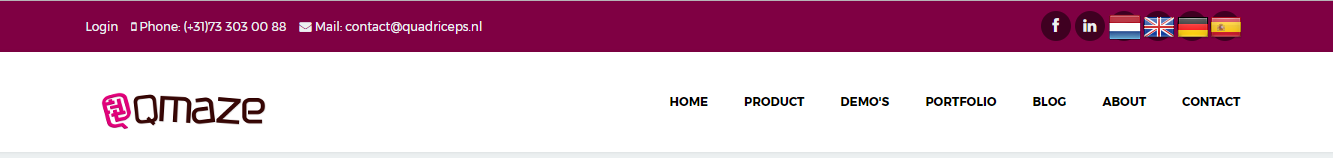 Login Phone: (+31)73 303 00 88 Mail: contact@quadriceps.nl f in
Qmaze HOME PRODUCT DEMO'S PORTFOLIO BLOG ABOUT CONTACT